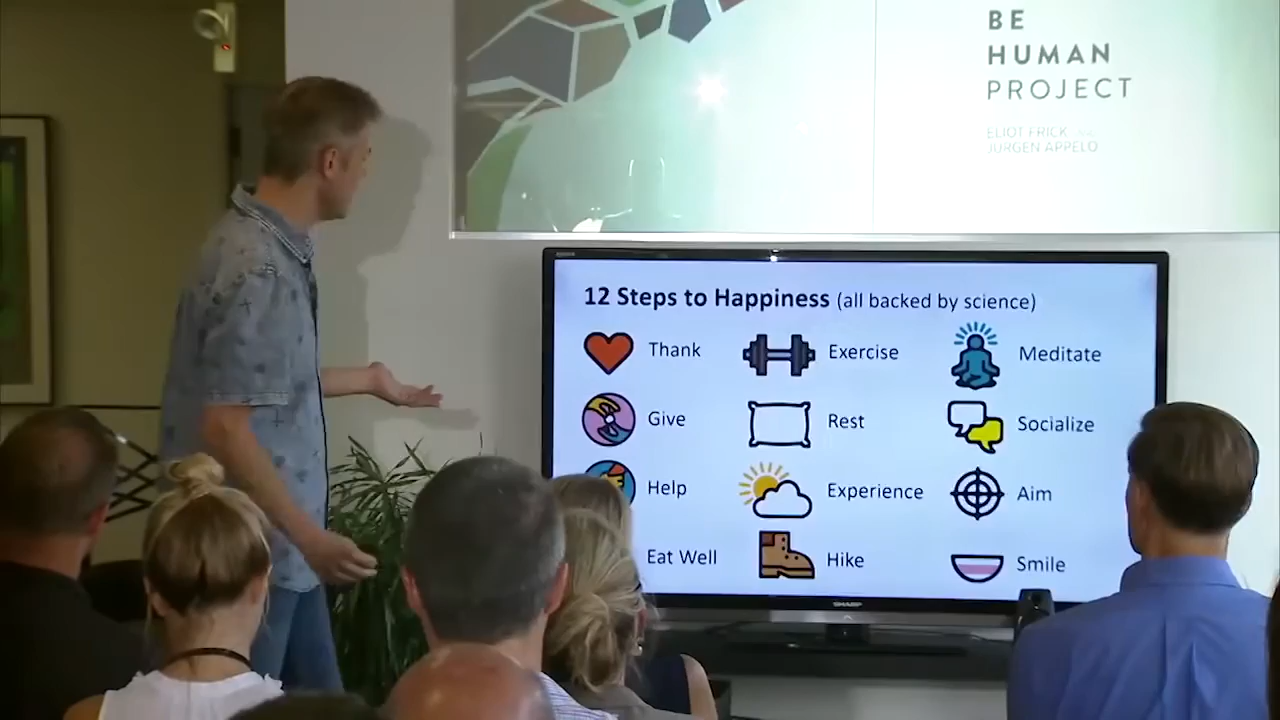 BE
HUMAN
PROJECT
ELIOT FRICK AND
JURGEN APPELO
12 Steps to Happiness (all backed by science)
Thank
Exercise
Meditate
Give
Rest
Socialize
Help
Experience
Aim
Eat Well
Hike
Smile
SHARP